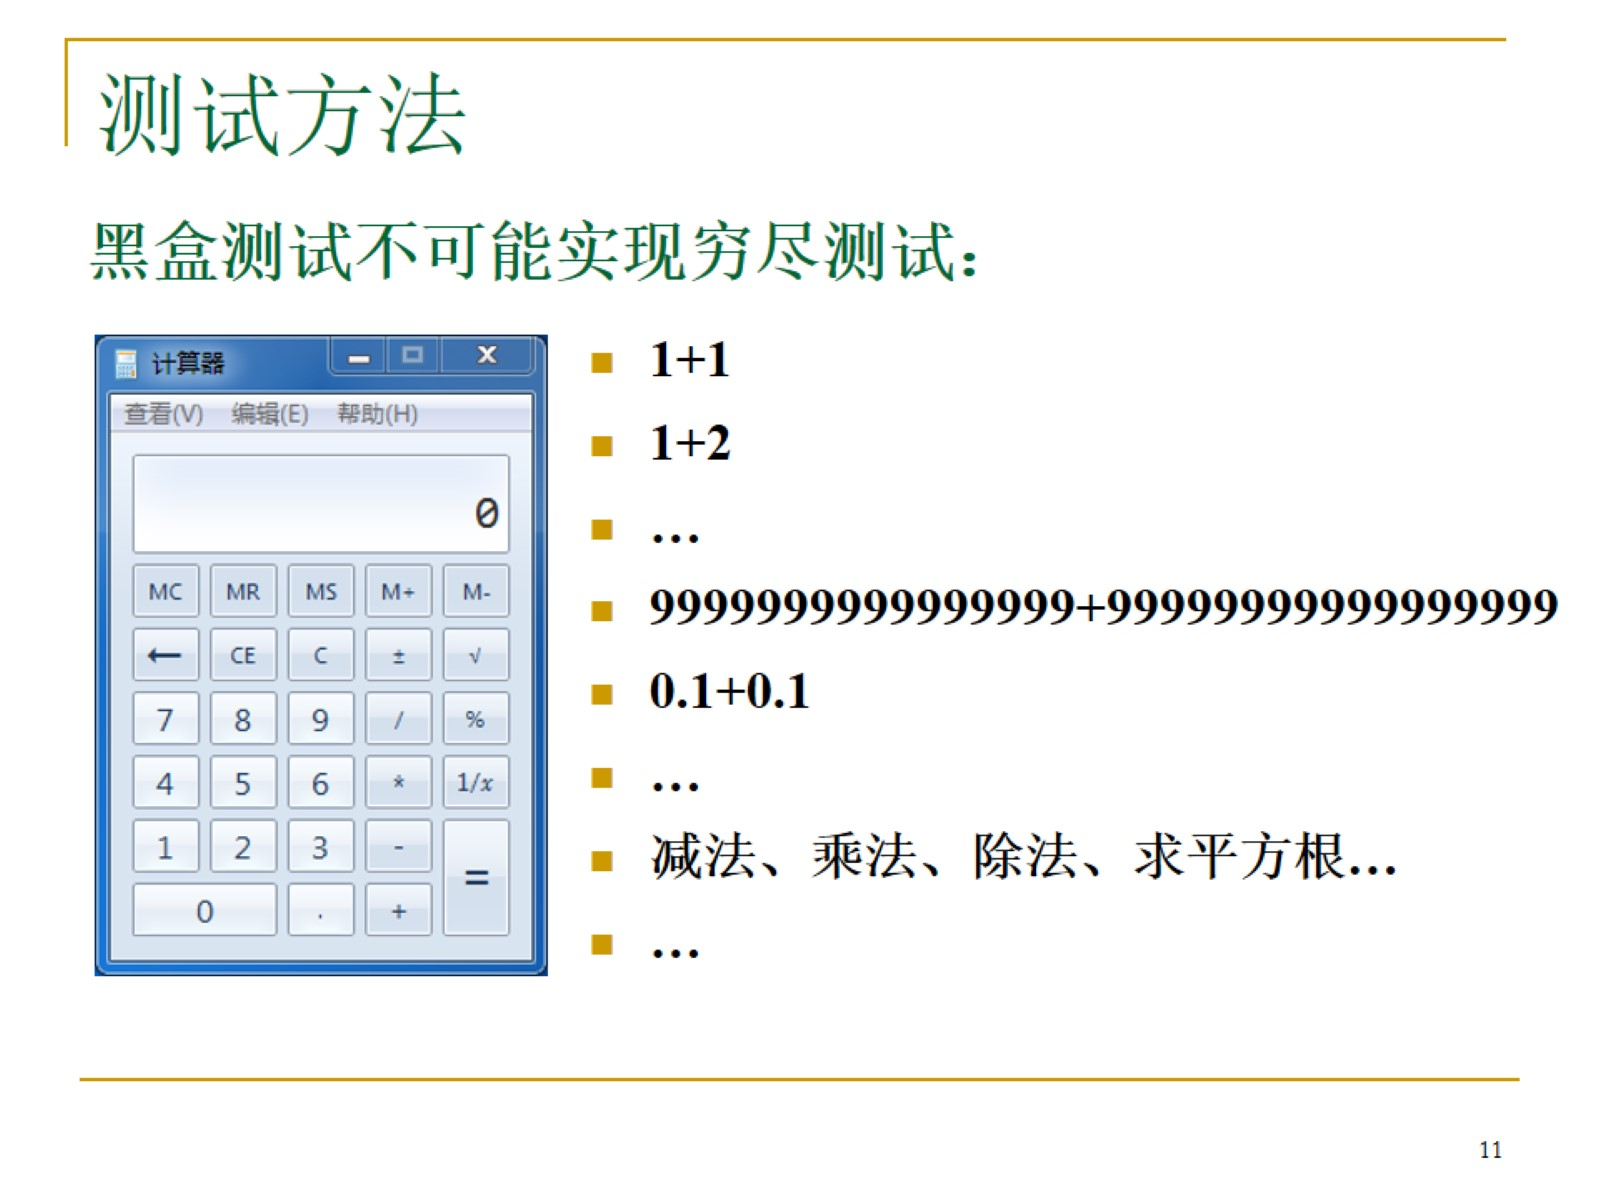 测试方法
黑盒测试不可能实现穷尽测试：
计算器
查看(V) 编辑(E) 帮助(H)
0
MC MR MS M+ M-
← CE C ± √
7 8 9 / %
4 5 6 * 1/x
1 2 3 - =
0 . +
1+1
1+2
…
9999999999999999+99999999999999999
0.1+0.1
…
减法、乘法、除法、求平方根…
…
11